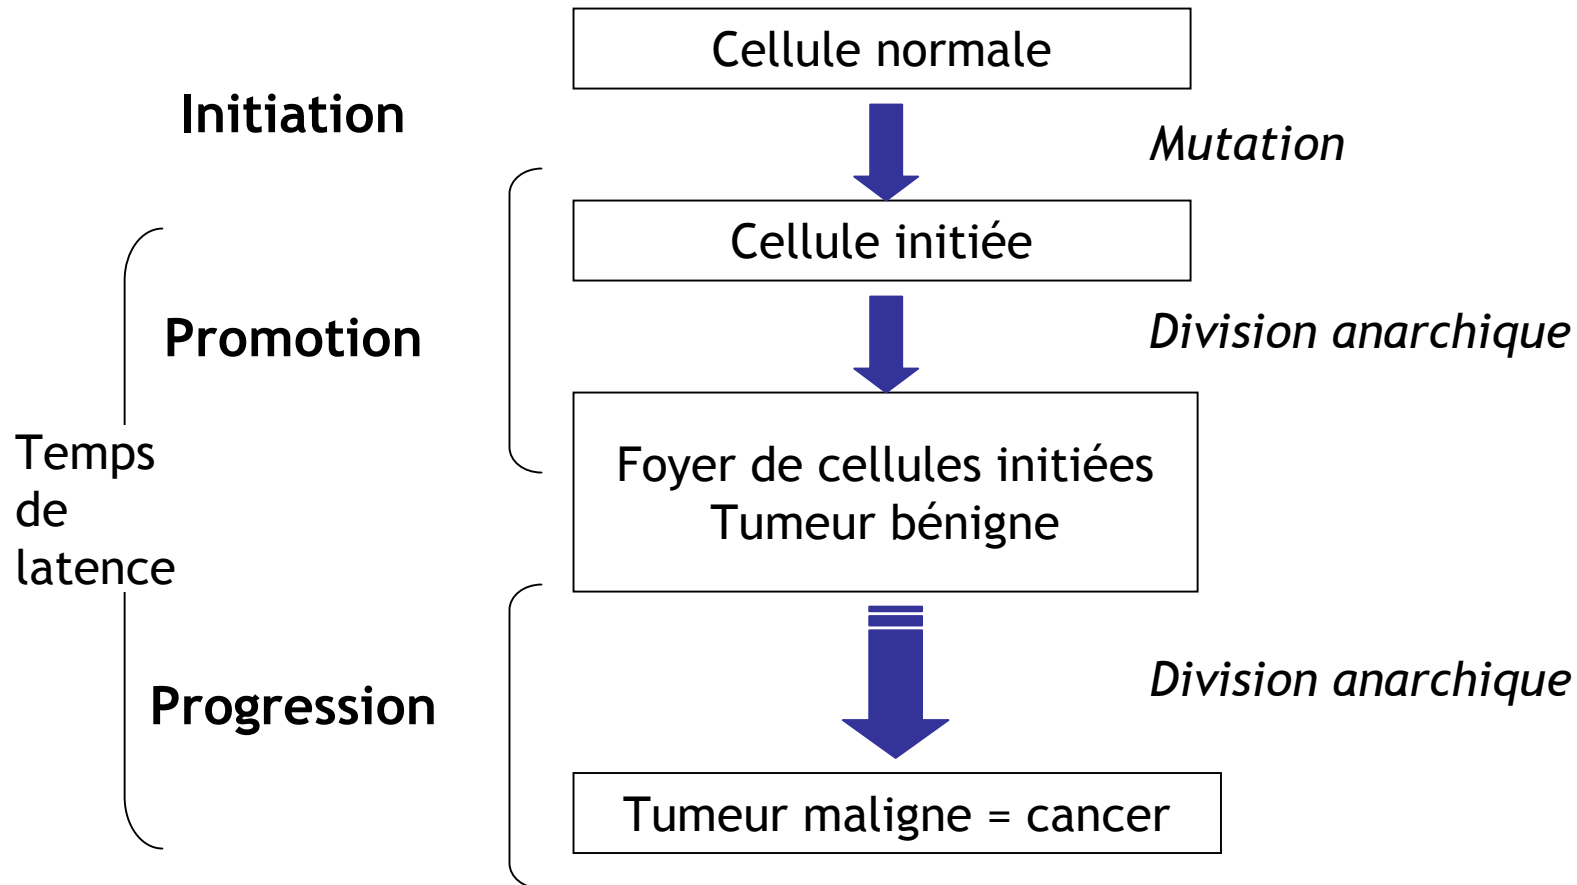 Cellule normale
Initiation
Mutation
Cellule initiée
Promotion
Division anarchique
Temps
de
latence
Foyer de cellules initiées
Tumeur bénigne
Progression
Division anarchique
Tumeur maligne = cancer